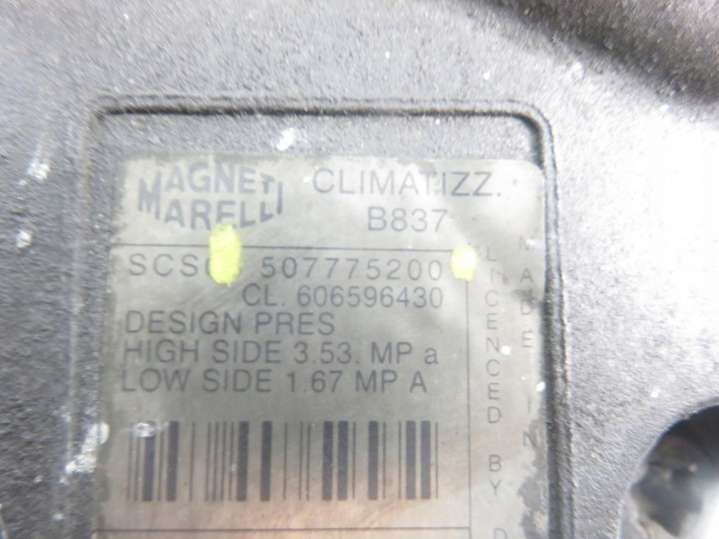 MAGNETI
MARELLI
CLIMATIZZ.
B837
507775200
CL. 606596430
DESIGN PRES
HIGH SIDE 3.53. MP a
LOW SIDE 1.67 MP A
LINCENCED BY
MADE IN